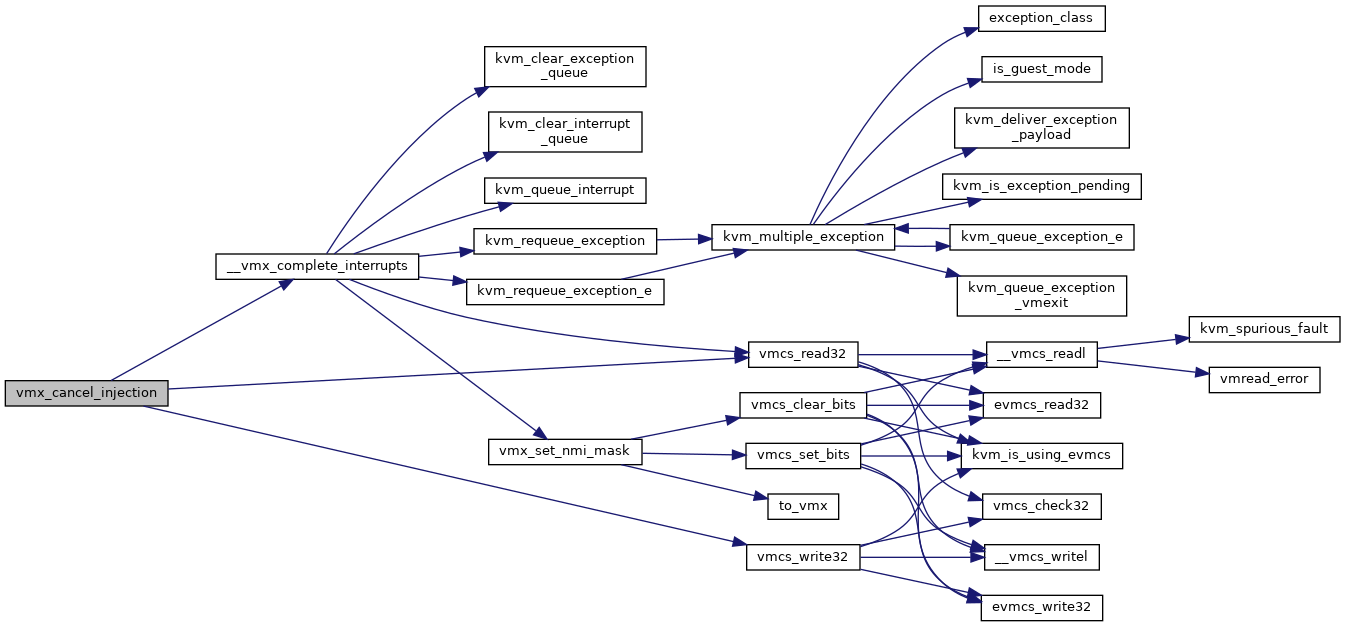 vmx_cancel_injection
__vmx_complete_interrupts
kvm_clear_exception
_queue
kvm_clear_interrupt
_queue
kvm_queue_interrupt
kvm_requeue_exception
kvm_requeue_exception_e
vmx_set_nmi_mask
kvm_multiple_exception
vmcs_read32
vmcs_clear_bits
vmcs_set_bits
to_vmx
vmcs_write32
exception_class
is_guest_mode
kvm_deliver_exception
_payload
kvm_is_exception_pending
kvm_queue_exception_e
kvm_queue_exception
_vmexit
__vmcs_readl
evmcs_read32
kvm_is_using_evmcs
vmcs_check32
__vmcs_writel
evmcs_write32
kvm_spurious_fault
vmread_error